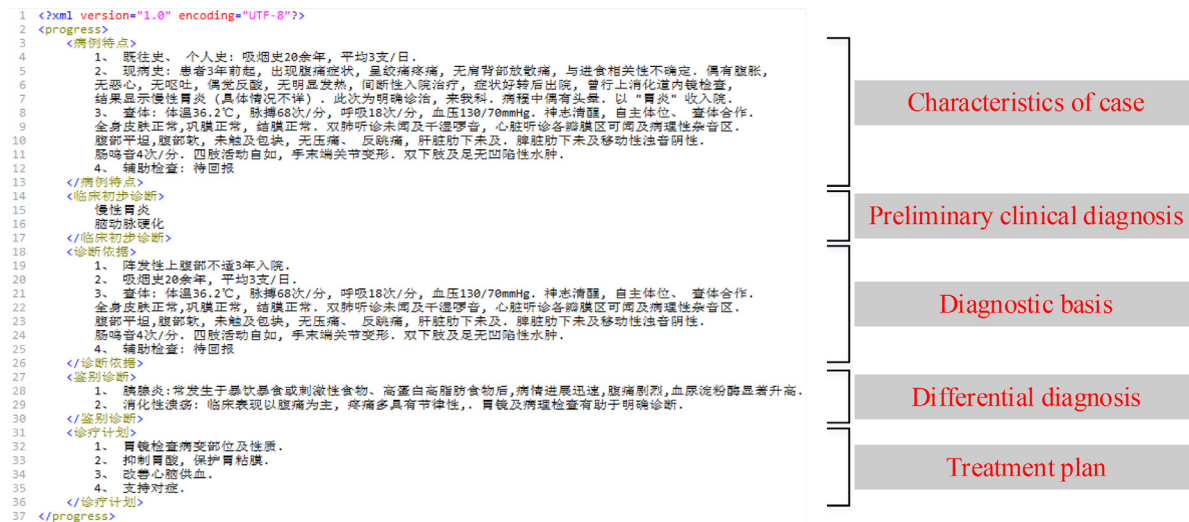 1 <?xml version="1.0" encoding="UTF-8"?>
2 <progress>
3 <病例特点>
4 1、 既往史、 个人史: 吸烟史20余年, 平均3支/日.
5 2、 现病史: 患者3年前起, 出现腹痛症状, 呈绞痛疼痛, 无肩背部放散痛, 与进食相关性不确定. 偶有腹胀,
6 无恶心, 无呕吐, 偶觉反酸, 无明显发热, 间断性入院治疗, 症状好转后出院, 曾行上消化道内镜检查,
7 结果显示慢性胃炎 (具体情况不详) . 此次为明确诊治, 来我科. 病程中偶有头晕. 以 "胃炎" 收入院.
8 3、 查体: 体温36.2℃, 脉搏68次/分, 呼吸18次/分, 血压130/70mmHg. 神志清醒, 自主体位、 查体合作.
9 全身皮肤正常,巩膜正常, 结膜正常. 双肺听诊未闻及干湿啰音, 心脏听诊各瓣膜区可闻及病理性杂音区.
10 腹部平坦,腹部软, 未触及包块, 无压痛、 反跳痛, 肝脏肋下未及. 脾脏肋下未及移动性浊音阴性.
11 肠鸣音4次/分. 四肢活动自如, 手末端关节变形. 双下肢及足无凹陷性水肿.
12 4、 辅助检查: 待回报
13 </病例特点>
14 <临床初步诊断>
15 慢性胃炎
16 脑动脉硬化
17 </临床初步诊断>
18 <诊断依据>
19 1、 阵发性上腹部不适3年入院.
20 2、 吸烟史20余年, 平均3支/日.
21 3、 查体: 体温36.2℃, 脉搏68次/分, 呼吸18次/分, 血压130/70mmHg. 神志清醒, 自主体位、 查体合作.
22 全身皮肤正常,巩膜正常, 结膜正常. 双肺听诊未闻及干湿啰音, 心脏听诊各瓣膜区可闻及病理性杂音区.
23 腹部平坦,腹部软, 未触及包块, 无压痛、 反跳痛, 肝脏肋下未及. 脾脏肋下未及移动性浊音阴性.
24 肠鸣音4次/分. 四肢活动自如, 手末端关节变形. 双下肢及足无凹陷性水肿.
25 4、 辅助检查: 待回报
26 </诊断依据>
27 <鉴别诊断>
28 1、 胰腺炎:常发生于暴饮暴食或刺激性食物、高蛋白高脂肪食物后,病情进展迅速,腹痛剧烈,血尿淀粉酶显著升高.
29 2、 消化性溃疡: 临床表现以腹痛为主, 疼痛多具有节律性,. 胃镜及病理检查有助于明确诊断.
30 </鉴别诊断>
31 <诊疗计划>
32 1、 胃镜检查病变部位及性质.
33 2、 抑制胃酸, 保护胃粘膜.
34 3、 改善心脑供血.
35 4、 支持对症.
36 </诊疗计划>
37 </progress>
Characteristics of case
Preliminary clinical diagnosis
Diagnostic basis
Differential diagnosis
Treatment plan